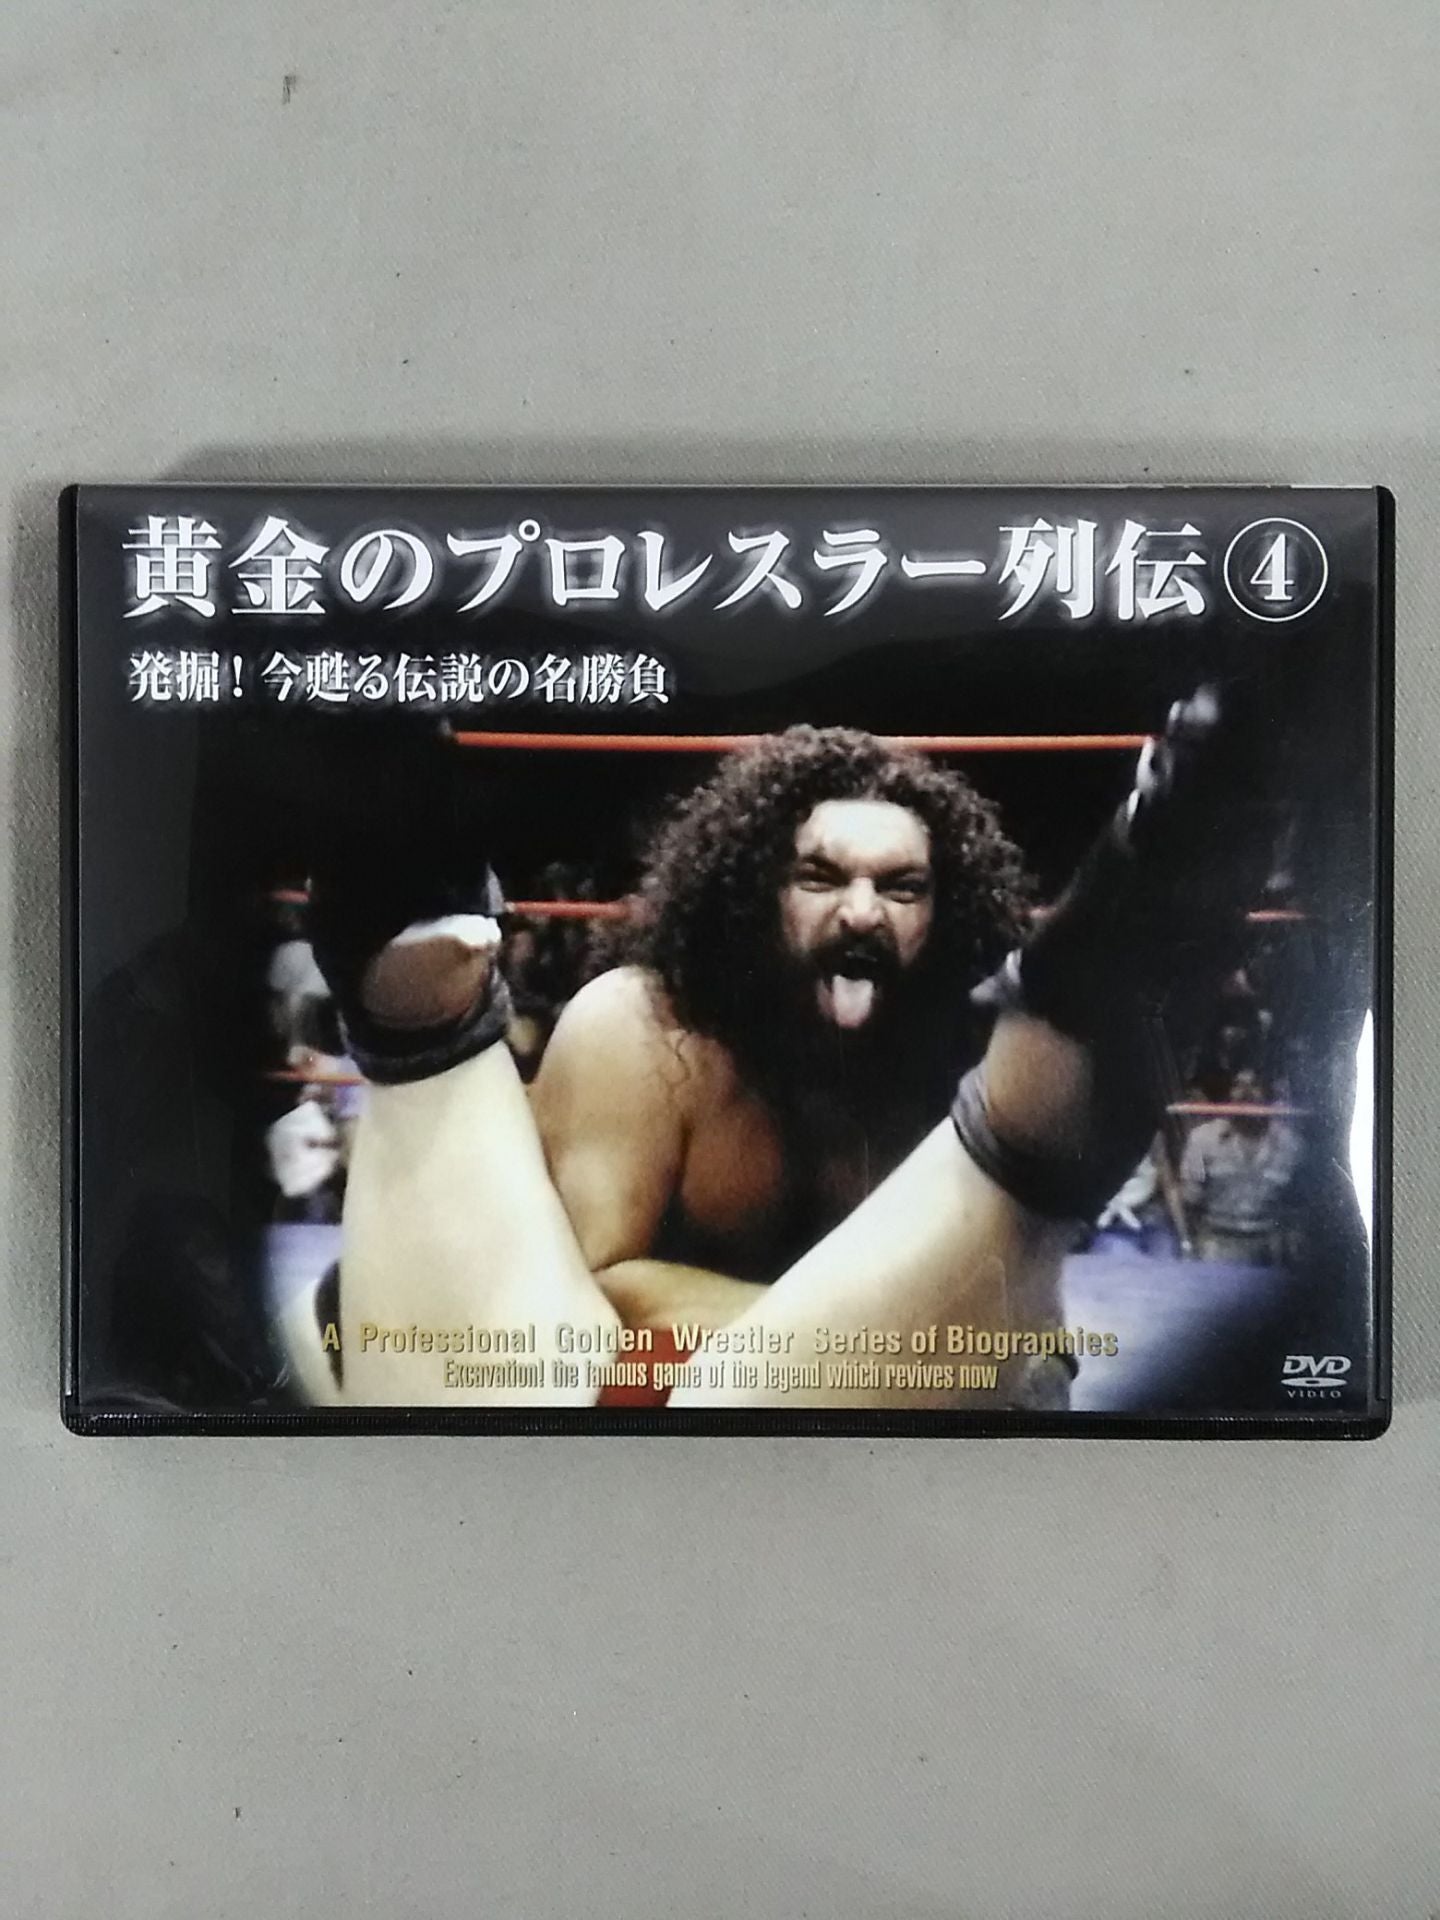 黄金のプロレスラー列伝④
発掘！今甦る伝説の名勝負
A Professional Golden Wrestler Series of Biographies
Excavation! the famous game of the legend which revives now
DVD
VIDEO